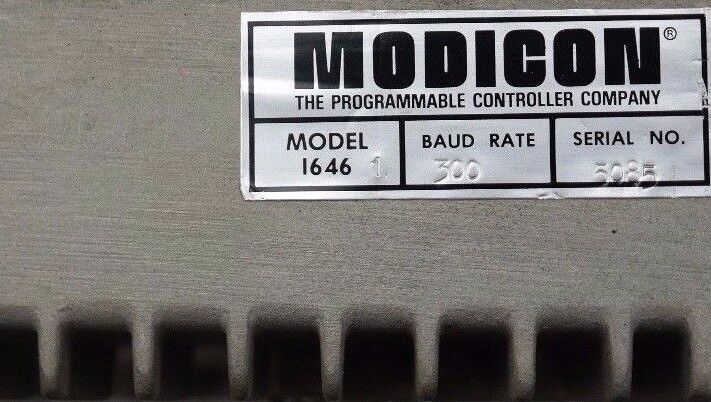 MODICON®
THE PROGRAMMABLE CONTROLLER COMPANY
MODEL BAUD RATE SERIAL NO.
1646 1 300 5085